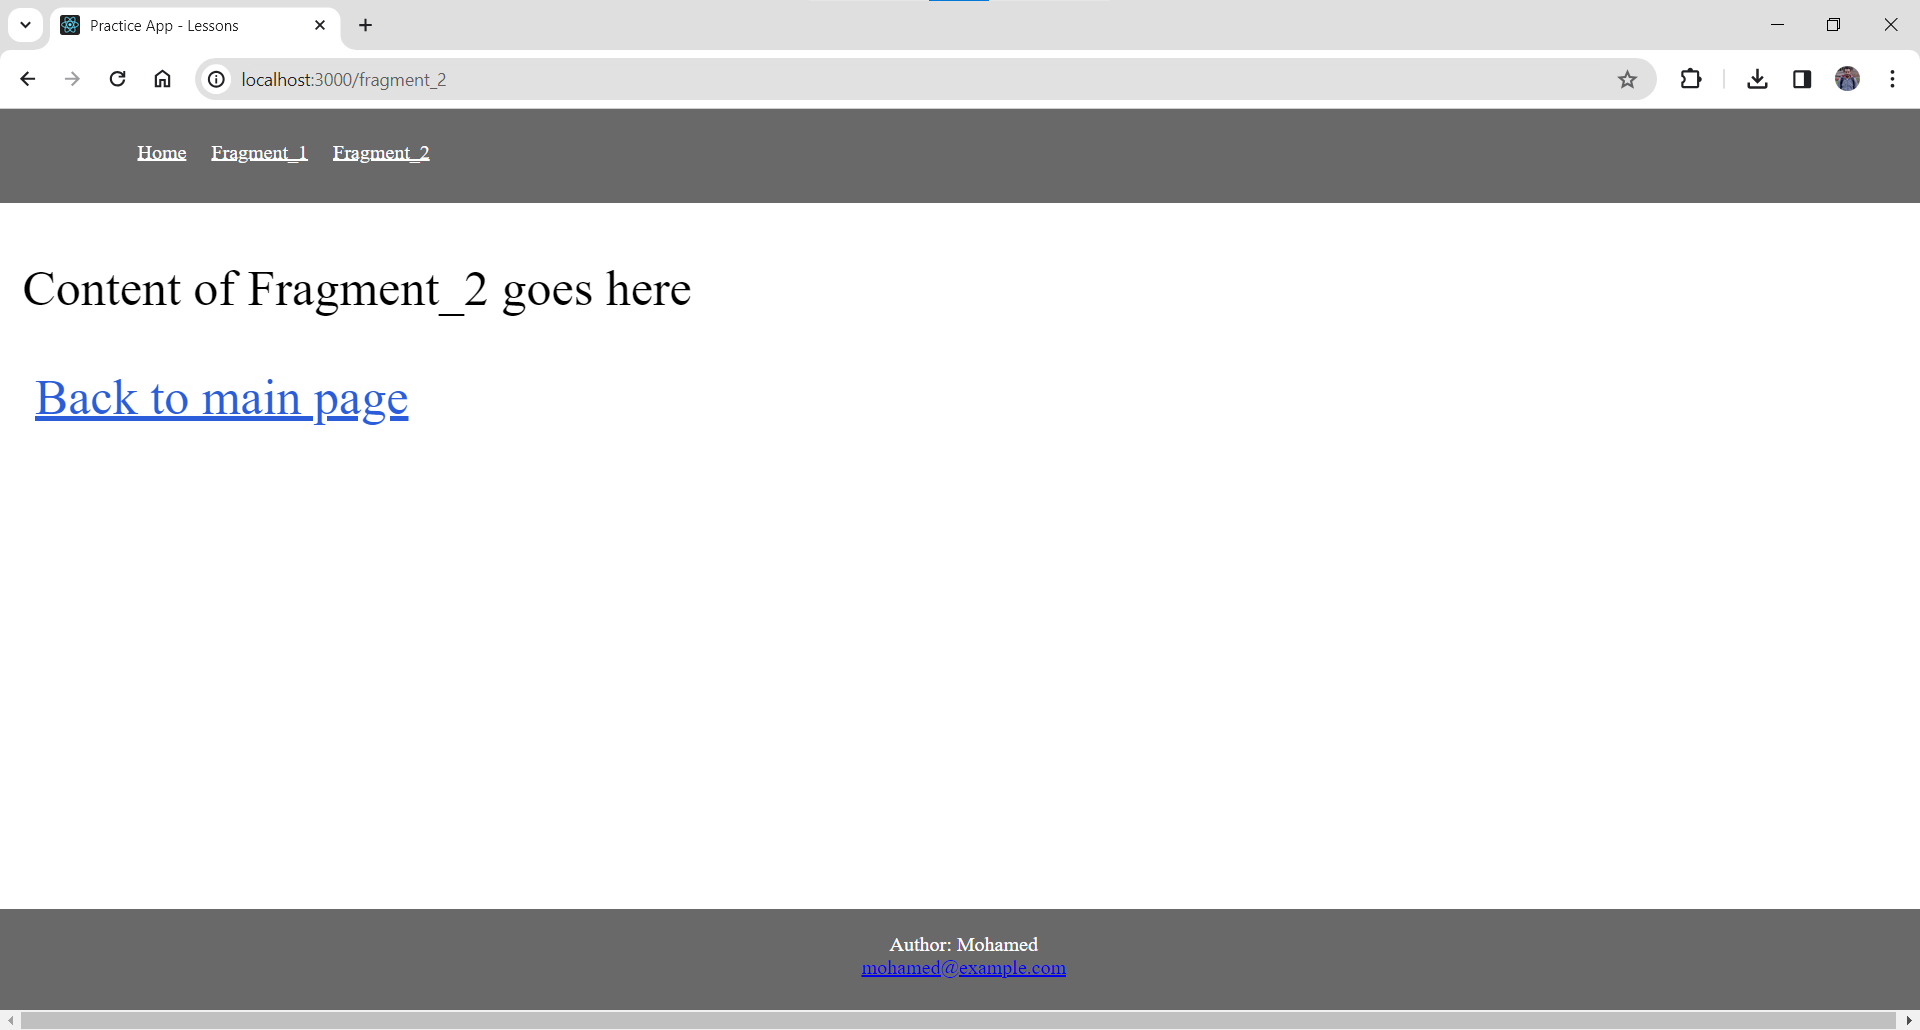 Practice App - Lessons
localhost:3000/fragment_2
Home Fragment_1 Fragment_2
Content of Fragment_2 goes here
Back to main page
Author: Mohamed
mohamed@example.com